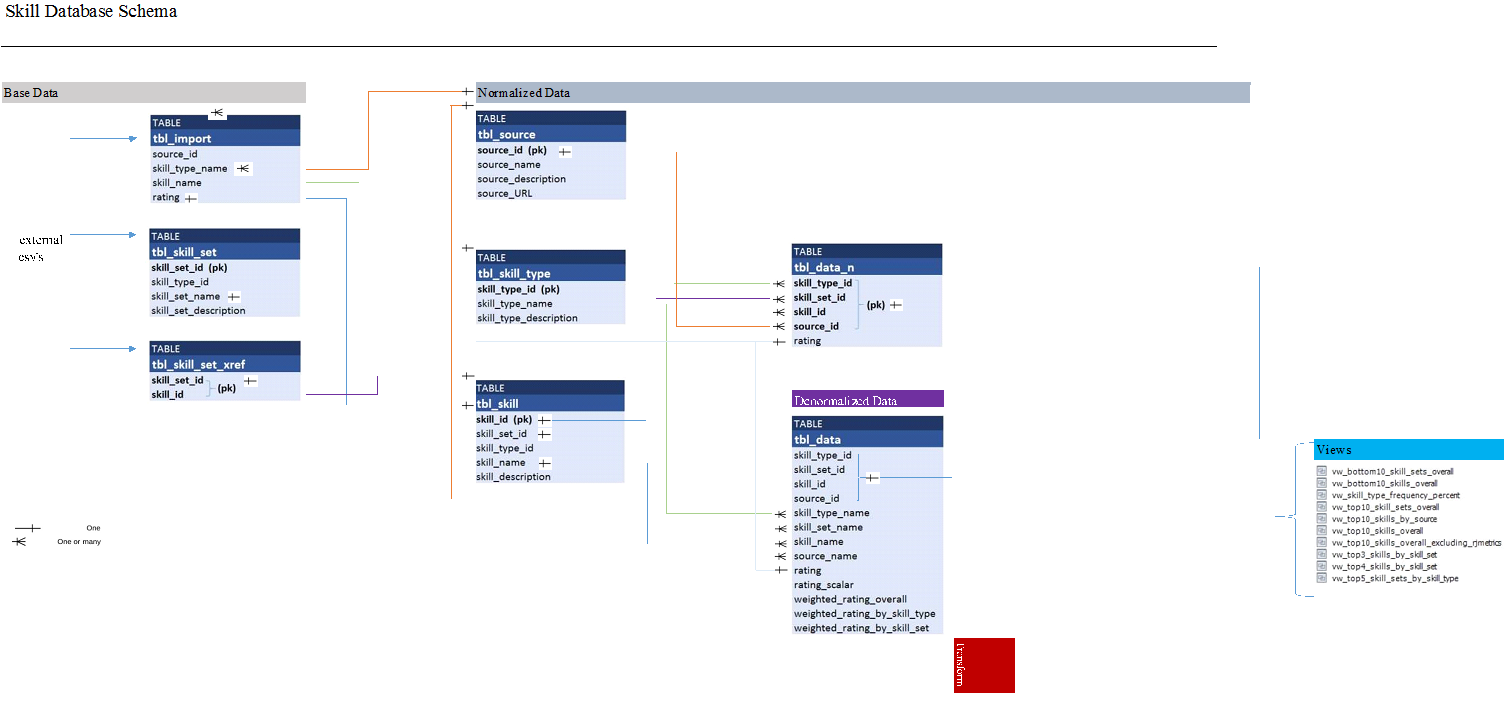 Skill Database Schema
Base Data
Normalized Data
TABLE
tbl_import
source_id
skill_type_name
skill_name
rating
external
csv's
TABLE
tbl_skill_set
skill_set_id (pk)
skill_type_id
skill_set_name
skill_set_description
TABLE
tbl_skill_set_xref
skill_set_id
skill_id
(pk)
TABLE
tbl_source
source_id (pk)
source_name
source_description
source_URL
TABLE
tbl_skill_type
skill_type_id (pk)
skill_type_name
skill_type_description
TABLE
tbl_skill
skill_id (pk)
skill_set_id
skill_type_id
skill_name
skill_description
TABLE
tbl_data_n
skill_type_id
skill_set_id
skill_id
source_id
(pk)
rating
Denormalized Data
TABLE
tbl_data
skill_type_id
skill_set_id
skill_id
source_id
skill_type_name
skill_set_name
skill_name
source_name
rating
rating_scalar
weighted_rating_overall
weighted_rating_by_skill_type
weighted_rating_by_skill_set
Views
vw_bottom10_skill_sets_overall
vw_bottom10_skills_overall
vw_skill_type_frequency_percent
vw_top10_skill_sets_overall
vw_top10_skills_by_source
vw_top10_skills_overall
vw_top10_skills_overall_excluding_rjmetrics
vw_top3_skills_by_skill_set
vw_top4_skills_by_skill_set
vw_top5_skill_sets_by_skill_type
One
One or many
Transform